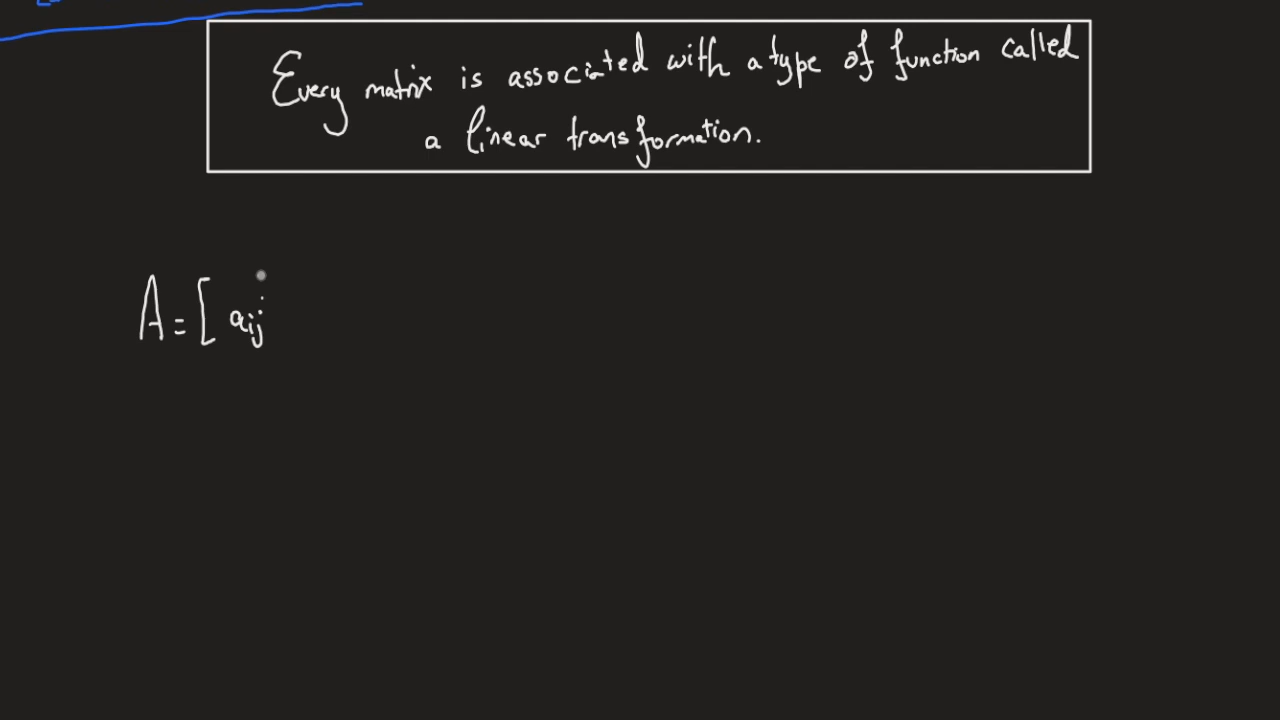 Every matrix is associated with a type of function called
a linear transformation.
A = [ aij